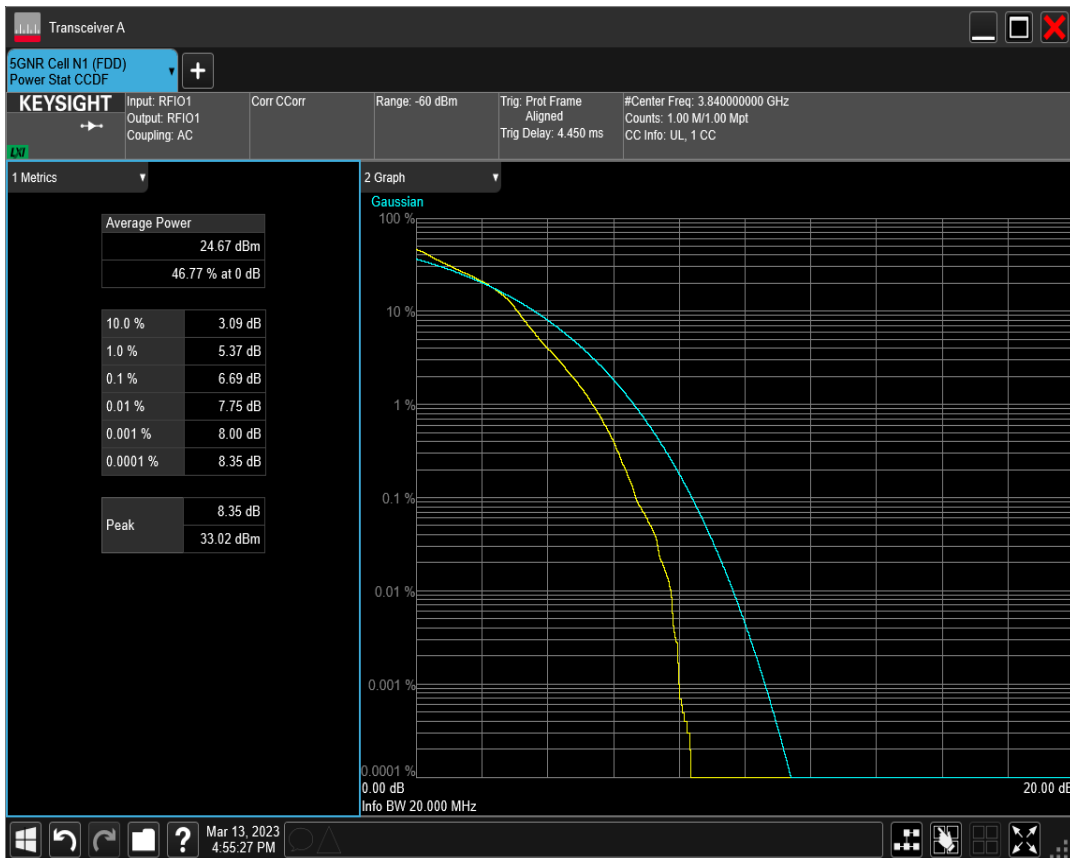 Transceiver A
5GNR Cell N1 (FDD)
Power Stat CCDF
+
KEYSIGHT
LXI
Input: RFIO1
Output: RFIO1
Coupling: AC
Corr CCorr
Range: -60 dBm
Trig: Prot Frame
Aligned
Trig Delay: 4.450 ms
#Center Freq: 3.840000000 GHz
Counts: 1.00 M/1.00 Mpt
CC Info: UL, 1 CC
1 Metrics
Average Power
24.67 dBm
46.77 % at 0 dB
10.0 % 3.09 dB
1.0 % 5.37 dB
0.1 % 6.69 dB
0.01 % 7.75 dB
0.001 % 8.00 dB
0.0001 % 8.35 dB
Peak
8.35 dB
33.02 dBm
2 Graph
Gaussian
100 %
10 %
1 %
0.1 %
0.01 %
0.001 %
0.0001 %
0.00 dB 20.00 dB
Info BW 20.000 MHz
?
Mar 13, 2023
4:55:27 PM